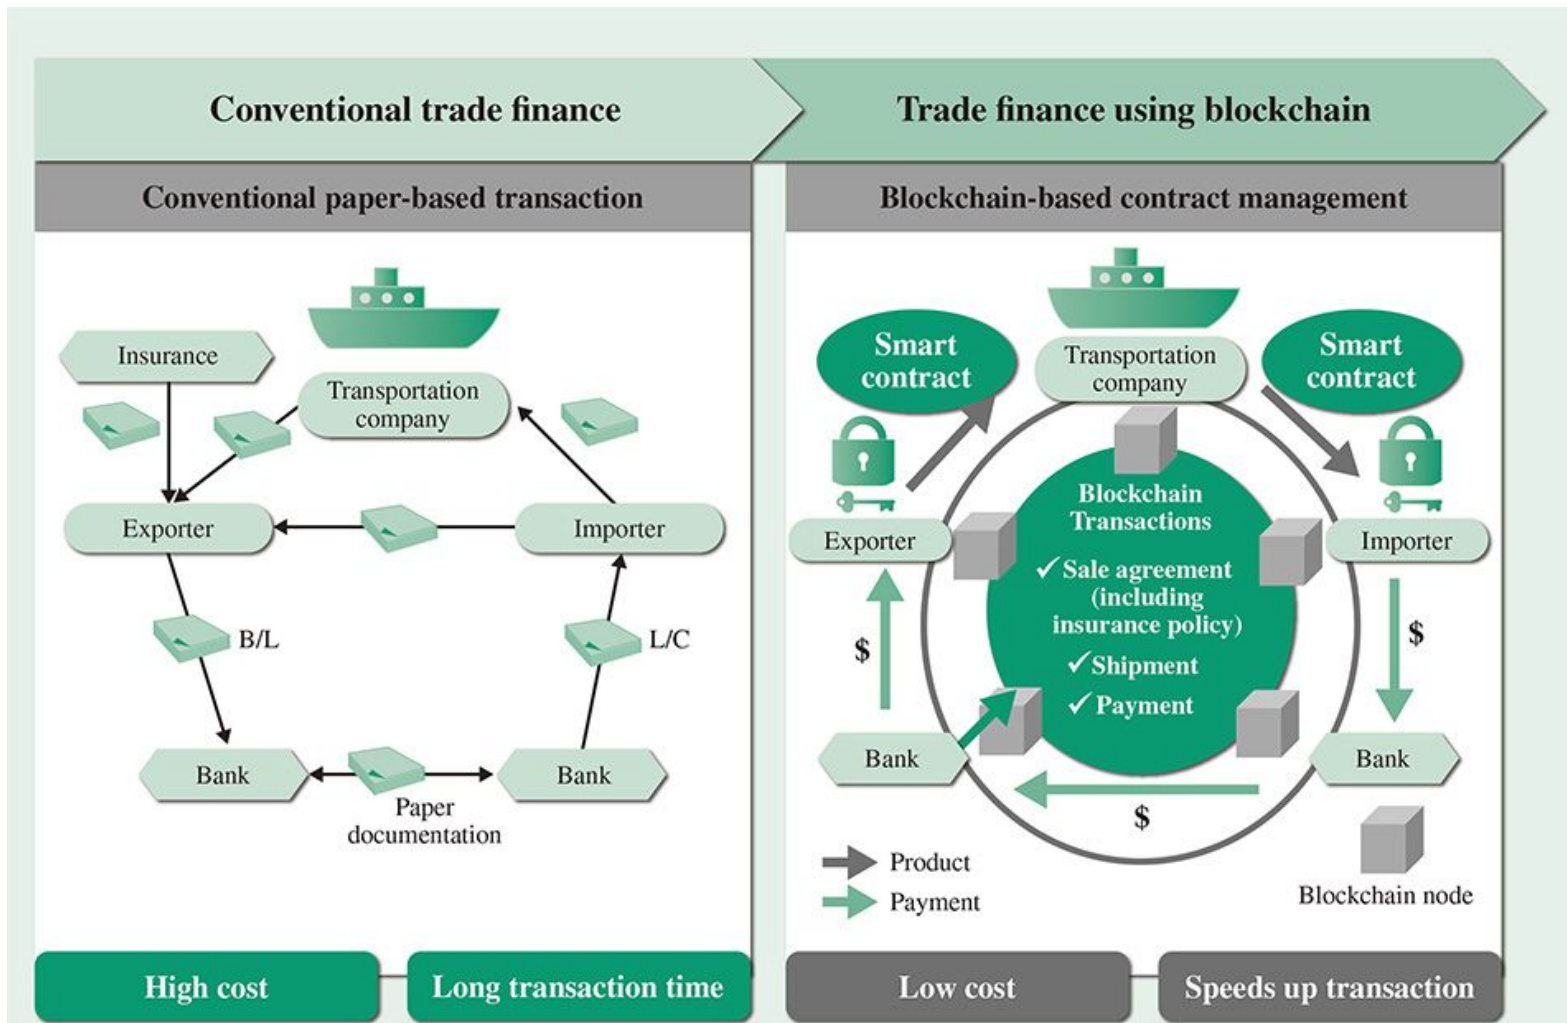 Conventional trade finance
Trade finance using blockchain
Conventional paper-based transaction
Insurance
Transportation
company
Exporter
Importer
B/L
L/C
Bank
Bank
Paper
documentation
High cost
Long transaction time
Blockchain-based contract management
Smart
contract
Transportation
company
Smart
contract
Blockchain
Transactions
Exporter
Importer
✓ Sale agreement
(including
insurance policy)
✓ Shipment
✓ Payment
$
$
Bank
Bank
$
Product
Payment
Blockchain node
Low cost
Speeds up transaction